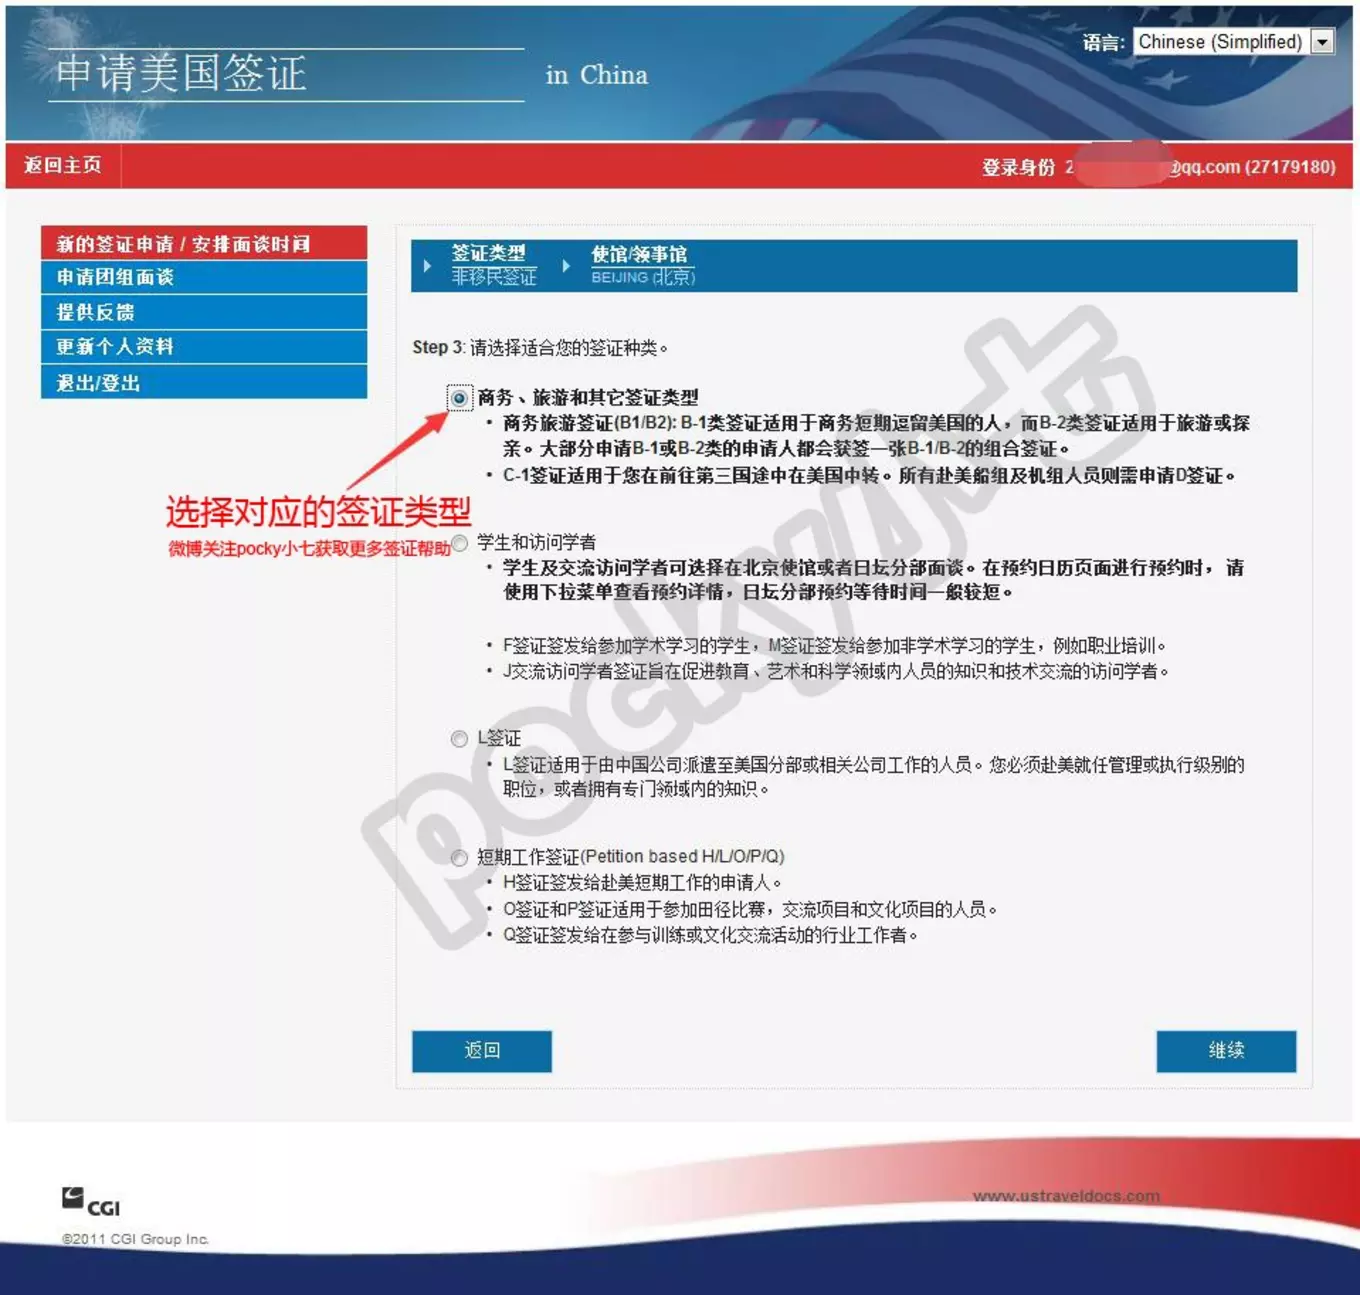 申请美国签证
in China
语言: Chinese (Simplified)
返回主页
登录身份 2 @qq.com (27179180)
新的签证申请 / 安排面谈时间
申请团组面谈
提供反馈
更新个人资料
退出/登出
签证类型
非移民签证
使馆/领事馆
BEIJING (北京)
Step 3: 请选择适合您的签证种类。
商务、旅游和其它签证类型
• 商务旅游签证(B1/B2): B-1类签证适用于商务短期逗留美国的人，而B-2类签证适用于旅游或探
亲。大部分申请B-1或B-2类的申请人都会获签一张B-1/B-2的组合签证。
• C-1签证适用于您在前往第三国途中在美国中转。所有赴美船组及机组人员则需申请D签证。
选择对应的签证类型
微博关注pocky小七获取更多签证帮助
学生和访问学者
• 学生及交流访问学者可选择在北京使馆或者日坛分部面谈。在预约日历页面进行预约时，请
使用下拉菜单查看预约详情，日坛分部预约等待时间一般较短。
• F签证签发给参加学术学习的学生，M签证签发给参加非学术学习的学生，例如职业培训。
• J交流访问学者签证旨在促进教育、艺术和科学领域内人员的知识和技术交流的访问学者。
L签证
• L签证适用于由中国公司派遣至美国分部或相关公司工作的人员。您必须赴美就任管理或执行级别的
职位，或者拥有专门领域内的知识。
短期工作签证(Petition based H/L/O/P/Q)
• H签证签发给赴美短期工作的申请人。
• O签证和P签证适用于参加田径比赛，交流项目和文化项目的人员。
• Q签证签发给在参与训练或文化交流活动的行业工作者。
返回
继续
CGI
©2011 CGI Group Inc.
www.ustraveldocs.com